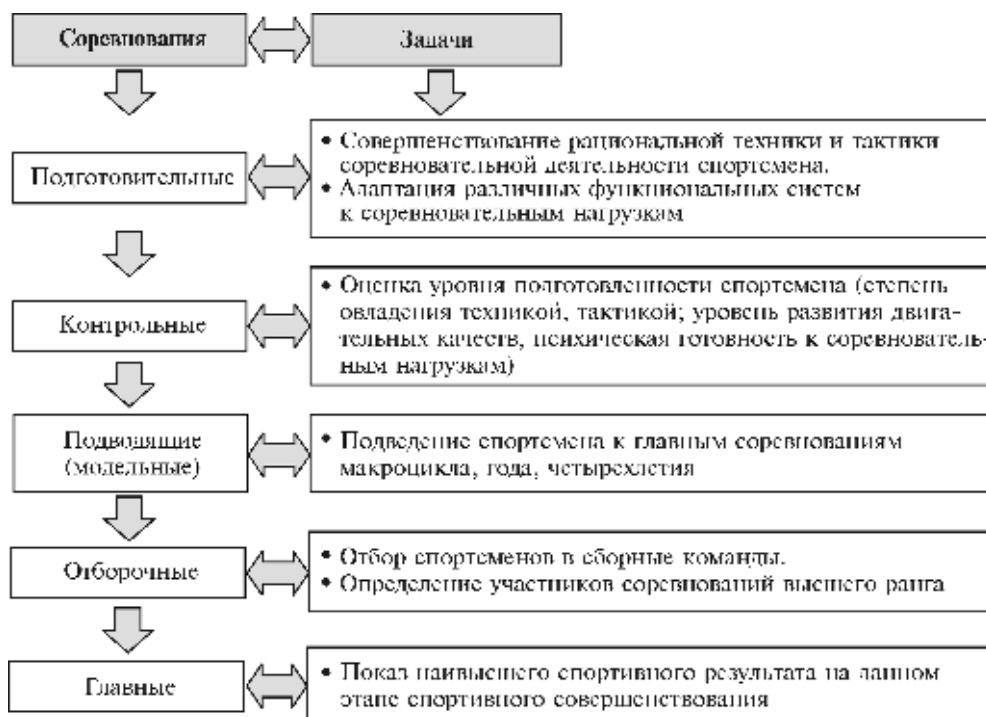 Соревнования
Задачи
Подготовительные
• Совершенствование рациональной техники и тактики
соревновательной деятельности спортсмена.
• Адаптация различных функциональных систем
к соревновательным нагрузкам
Контрольные
• Оценка уровня подготовленности спортсмена (степень
овладения техникой, тактикой; уровень развития двига-
тельных качеств, психическая готовность к соревнователь-
ным нагрузкам)
Подводящие
(модельные)
• Подведение спортсмена к главным соревнованиям
макроцикла, года, четырехлетия
Отборочные
• Отбор спортсменов в сборные команды.
• Определение участников соревнований высшего ранга
Главные
• Показ наивысшего спортивного результата на данном
этапе спортивного совершенствования